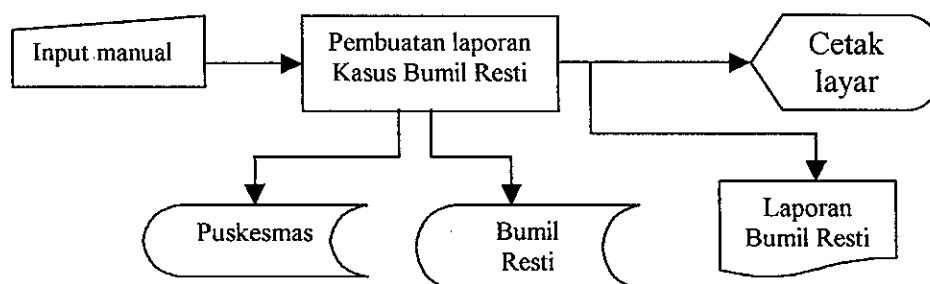 Input manual
Pembuatan laporan
Kasus Bumil Resti
Cetak
layar
Puskesmas
Bumil
Resti
Laporan
Bumil Resti